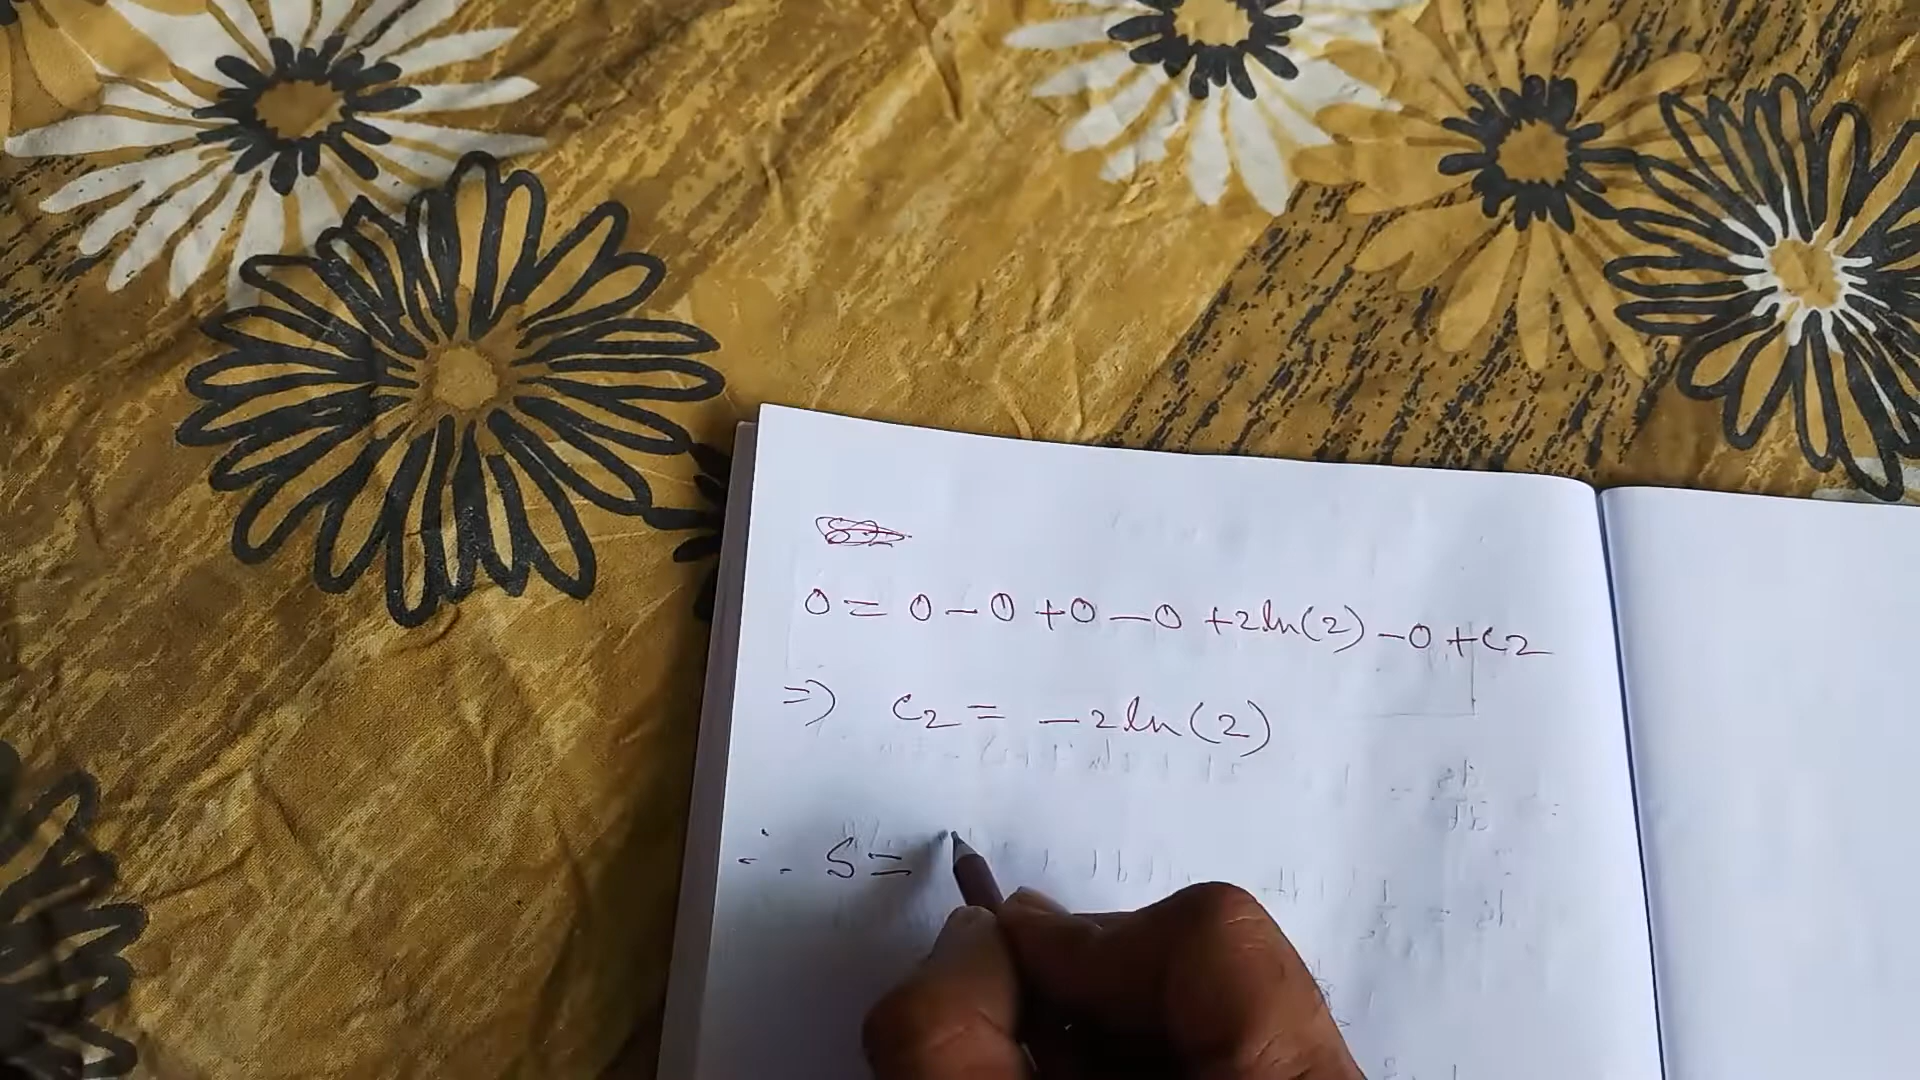 0 = 0 - 0 + 0 - 0 + 2ln(2) - 0 + C2
=> C2 = -2ln(2)
∴ S =